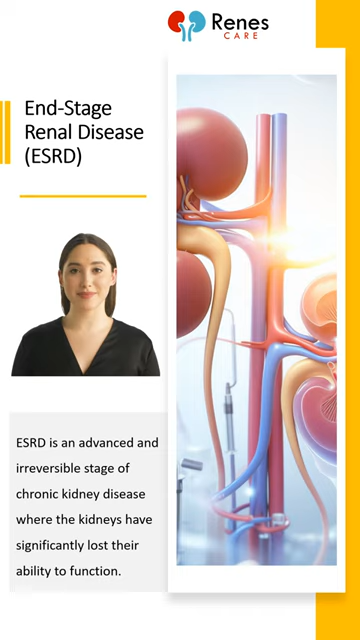 Renes
CARE
End-Stage
Renal Disease
(ESRD)
ESRD is an advanced and
irreversible stage of
chronic kidney disease
where the kidneys have
significantly lost their
ability to function.